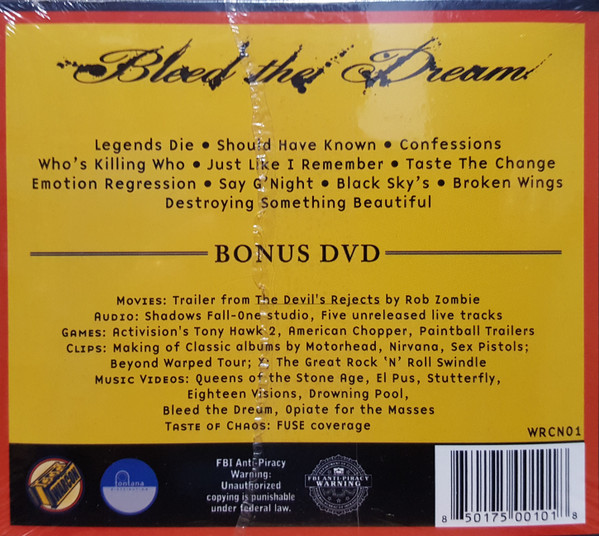 Bleed the Dream
Legends Die • Should Have Known • Confessions
Who's Killing Who • Just Like I Remember • Taste The Change
Emotion Regression • Say G'Night • Black Sky's • Broken Wings
Destroying Something Beautiful
BONUS DVD
Movies: Trailer from The Devil's Rejects by Rob Zombie
Audio: Shadows Fall-One studio, Five unreleased live tracks
Games: Activision's Tony Hawk 2, American Chopper, Paintball Trailers
Clips: Making of Classic albums by Motorhead, Nirvana, Sex Pistols;
Beyond Warped Tour; X; The Great Rock 'N' Roll Swindle
Music Videos: Queens of the Stone Age, El Pus, Stutterfly,
Eighteen Visions, Drowning Pool,
Bleed the Dream, Opiate for the Masses
Taste of Chaos: FUSE coverage
WRCN01
fontana
DISTRIBUTION
FBI Anti-Piracy
Warning:
Unauthorized
copying is punishable
under federal law.
FBI ANTI-PIRACY
WARNING
8 50175 00101 8